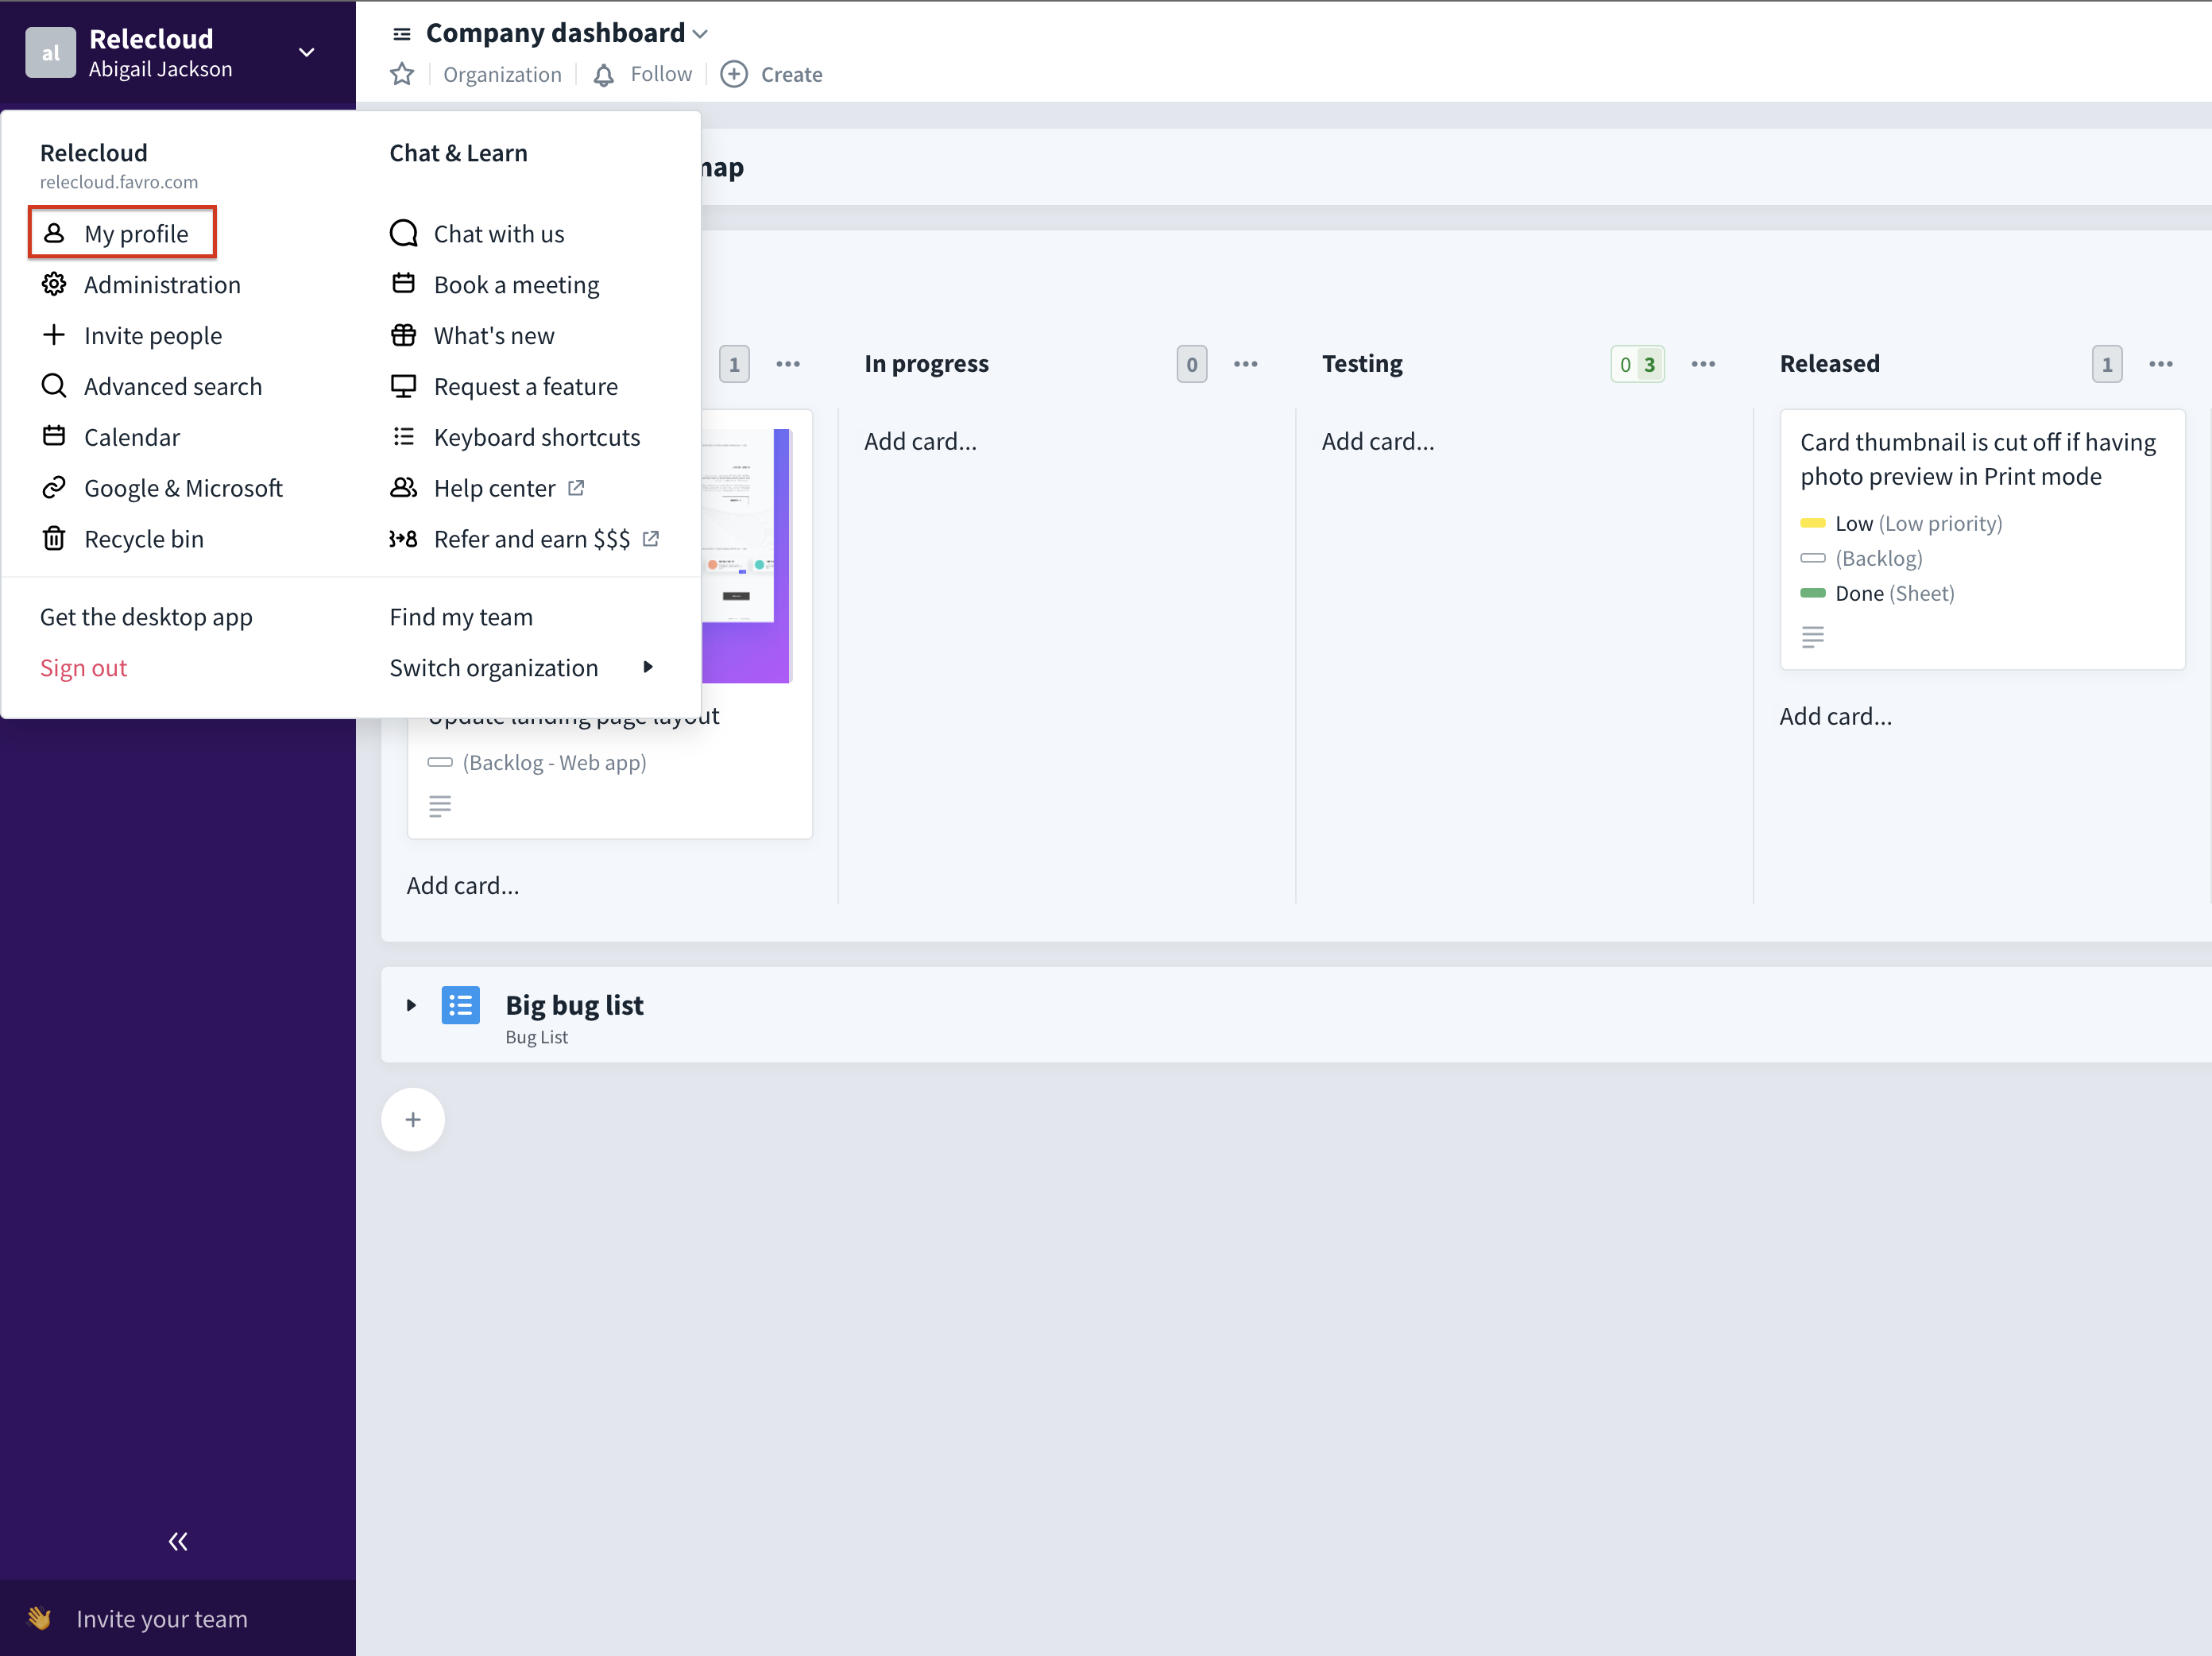 al
Relecloud
Abigail Jackson
Company dashboard
Organization
Follow
Create
Relecloud
relecloud.favro.com
My profile
Administration
Invite people
Advanced search
Calendar
Google & Microsoft
Recycle bin
Chat & Learn
Chat with us
Book a meeting
What's new
Request a feature
Keyboard shortcuts
Help center
Refer and earn $$$
Get the desktop app
Sign out
Find my team
Switch organization
1
In progress
0
Add card...
Testing
0 3
Add card...
Released
1
Card thumbnail is cut off if having
photo preview in Print mode
Low (Low priority)
(Backlog)
Done (Sheet)
Add card...
Update landing page layout
(Backlog - Web app)
Add card...
Big bug list
Bug List
Invite your team